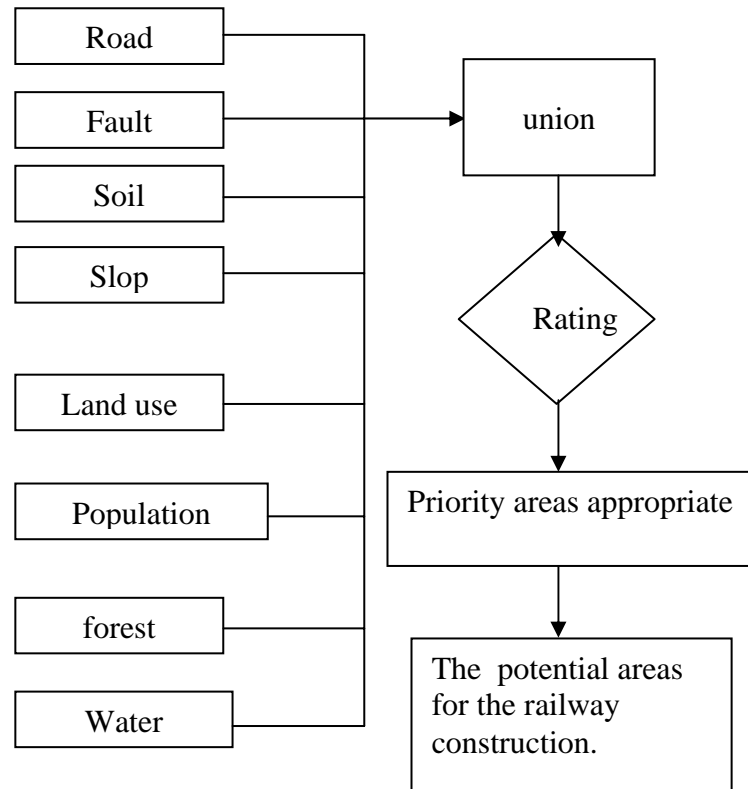 Road
Fault
Soil
Slop
Land use
Population
forest
Water
union
Rating
Priority areas appropriate
The potential areas
for the railway
construction.